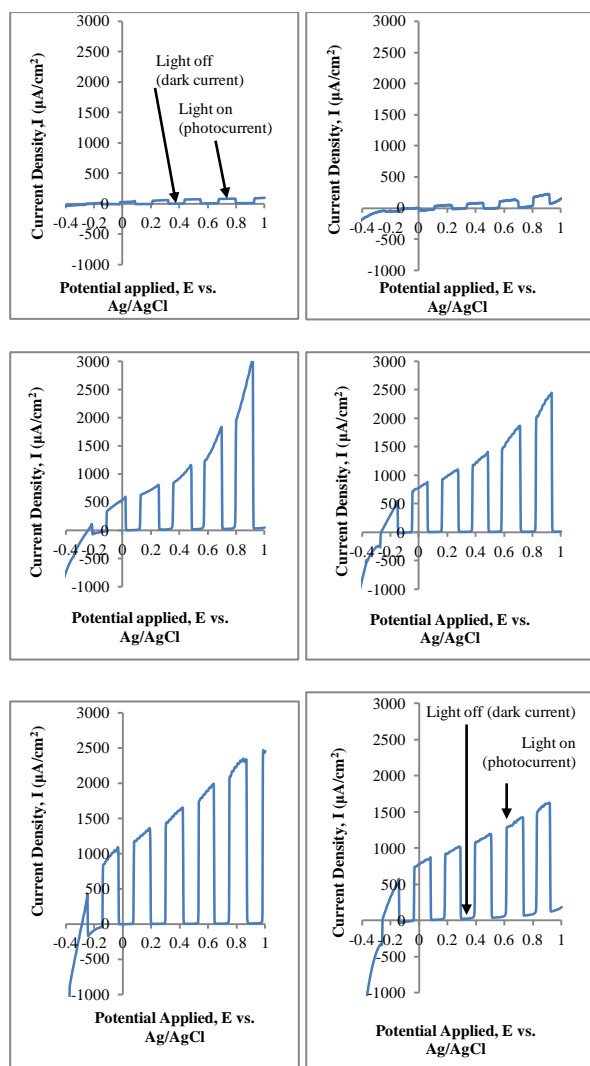 Current Density,I (µA/cm²)
3000
2500
2000
1500
1000
500
0
-500
-1000
Light off
(dark current)
Light on
(photocurrent)
-0.4 -0.2 0 0.2 0.4 0.6 0.8 1
Potential applied, E vs.
Ag/AgCl
Current Density, I (µA/cm²)
3000
2500
2000
1500
1000
500
0
-500
-1000
-0.4 -0.2 0 0.2 0.4 0.6 0.8 1
Potential applied, E vs.
Ag/AgCl
Current Density, I (µA/cm²)
3000
2500
2000
1500
1000
500
0
-500
-1000
-0.4 -0.2 0 0.2 0.4 0.6 0.8 1
Potential applied, E vs.
Ag/AgCl
Current Density, I (µA/cm²)
3000
2500
2000
1500
1000
500
0
-500
-1000
-0.4 -0.2 0 0.2 0.4 0.6 0.8 1
Potential Applied, E vs.
Ag/AgCl
Current Density, I (µA/cm²)
3000
2500
2000
1500
1000
500
0
-500
-1000
-0.4 -0.2 0 0.2 0.4 0.6 0.8 1
Potential Applied, E vs.
Ag/AgCl
Current Density, I (µA/cm²)
3000
2500
2000
1500
1000
500
0
-500
-1000
Light off (dark current)
Light on
(photocurrent)
-0.4 -0.2 0 0.2 0.4 0.6 0.8 1
Potential Applied, E vs.
Ag/AgCl